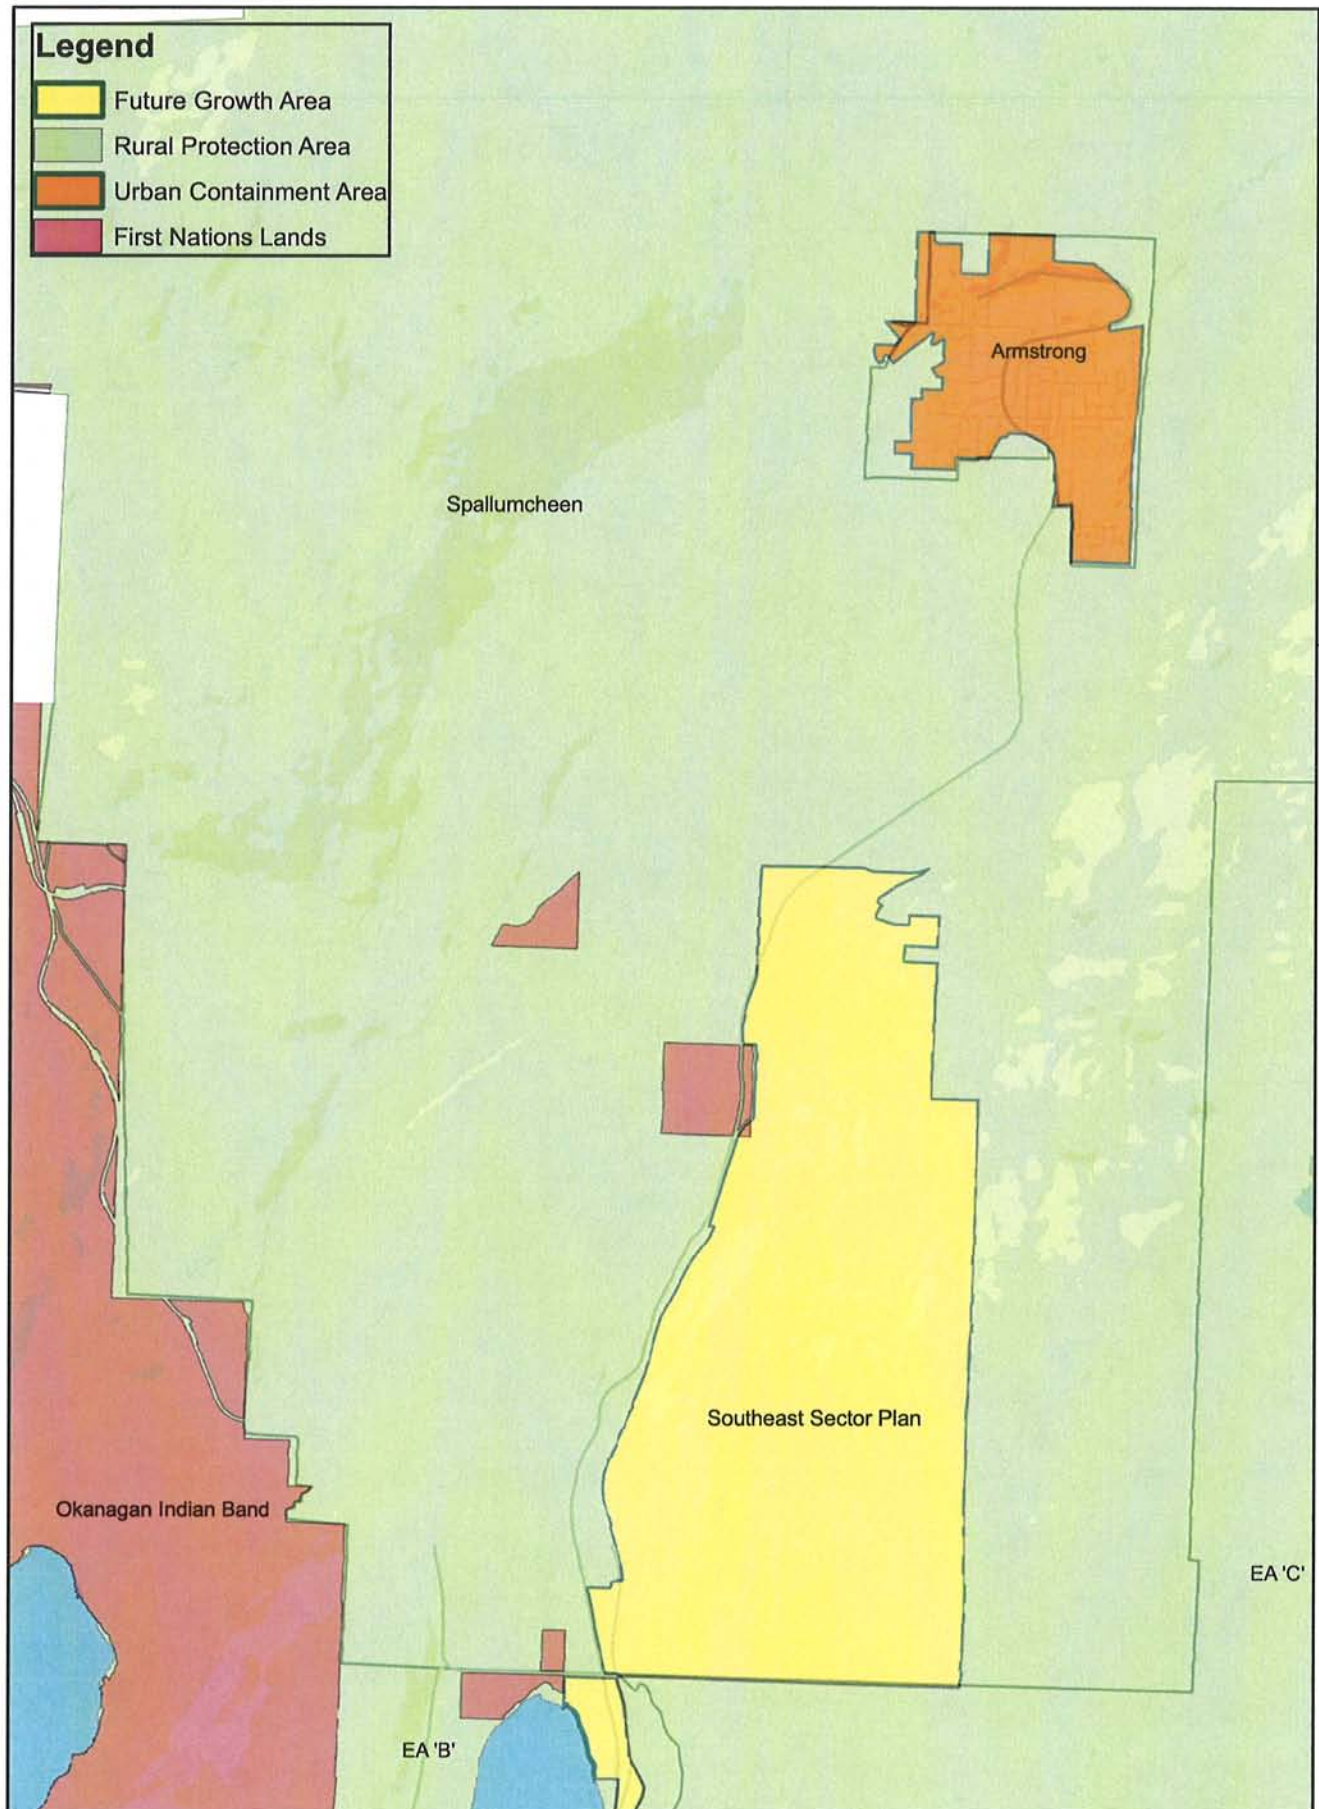 Legend
Future Growth Area
Rural Protection Area
Urban Containment Area
First Nations Lands
Armstrong
Spallumcheen
Southeast Sector Plan
Okanagan Indian Band
EA 'C'
EA 'B'